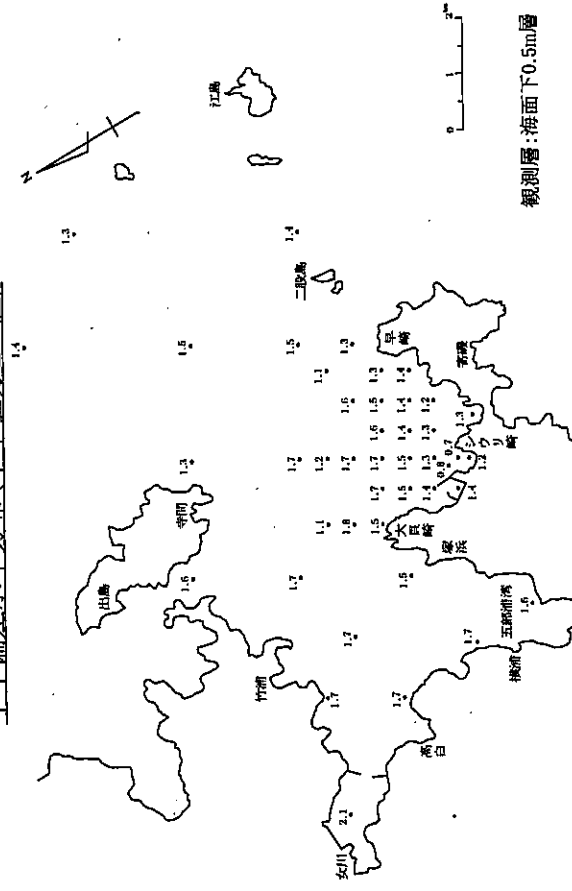 N
1.4
1.3
出島
寺間
1.6 1.3 1.5
江島
竹浦
1.7 1.7 1.5 1.4
二股島
1.1 1.2 1.1
1.7
女川
2.1 1.7 1.8 1.7 1.6 1.3
1.5 1.7 1.7 1.6 1.5 1.3
早崎
大貝崎
1.7 1.5 1.5 1.5 1.4 1.4 1.4
高白
1.4 1.3 1.3 1.2
塚浜
0.8 0.7
1.3
1.7 1.4 1.2
シウリ崎
寄磯
五部浦湾
横浦
1.6
0 1 2km
観測層:海面下0.5m層